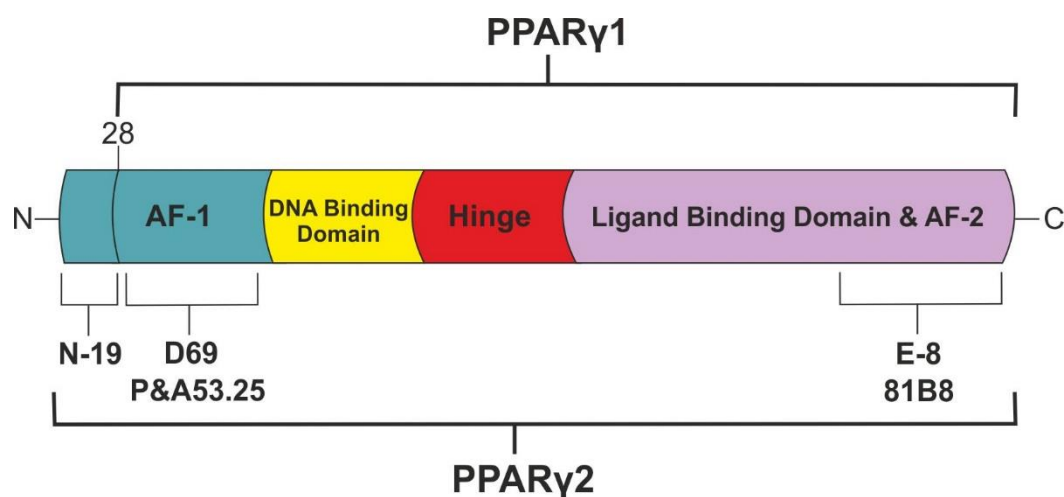 PPARγ1
28
N
AF-1
DNA Binding
Domain
Hinge
Ligand Binding Domain & AF-2
C
N-19
D69
P&A53.25
E-8
81B8
PPARγ2